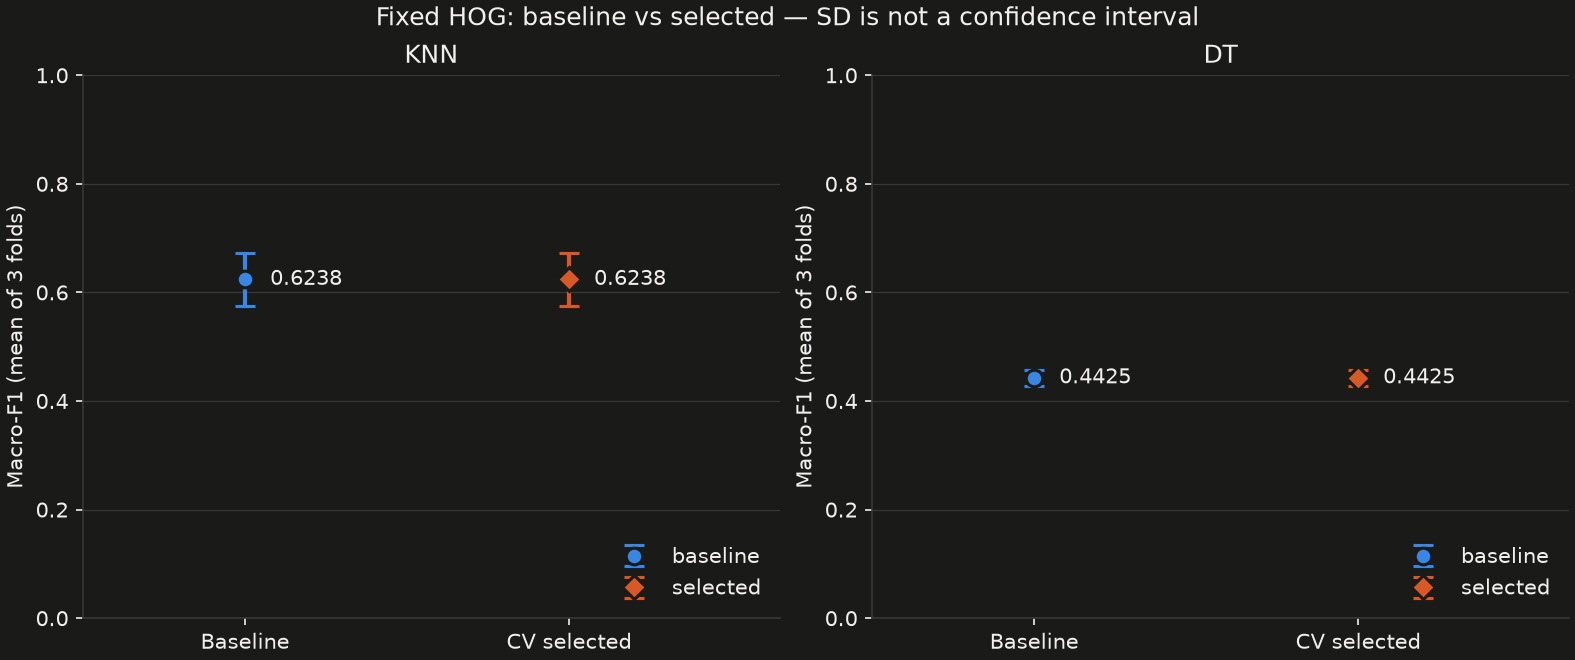 Fixed HOG: baseline vs selected — SD is not a confidence interval
KNN
Macro-F1 (mean of 3 folds)
1.0
0.8
0.6
0.4
0.2
0.0
0.6238
0.6238
baseline
selected
Baseline
CV selected
DT
Macro-F1 (mean of 3 folds)
1.0
0.8
0.6
0.4
0.2
0.0
0.4425
0.4425
baseline
selected
Baseline
CV selected